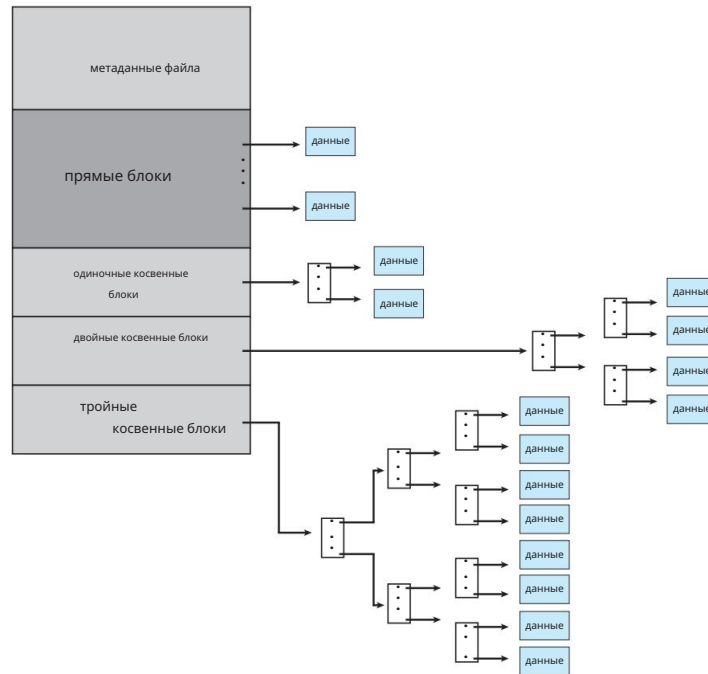 метаданные файла
прямые блоки
данные
данные
одиночные косвенные
блоки
данные
данные
двойные косвенные блоки
данные
данные
данные
данные
тройные
косвенные блоки
данные
данные
данные
данные
данные
данные
данные
данные